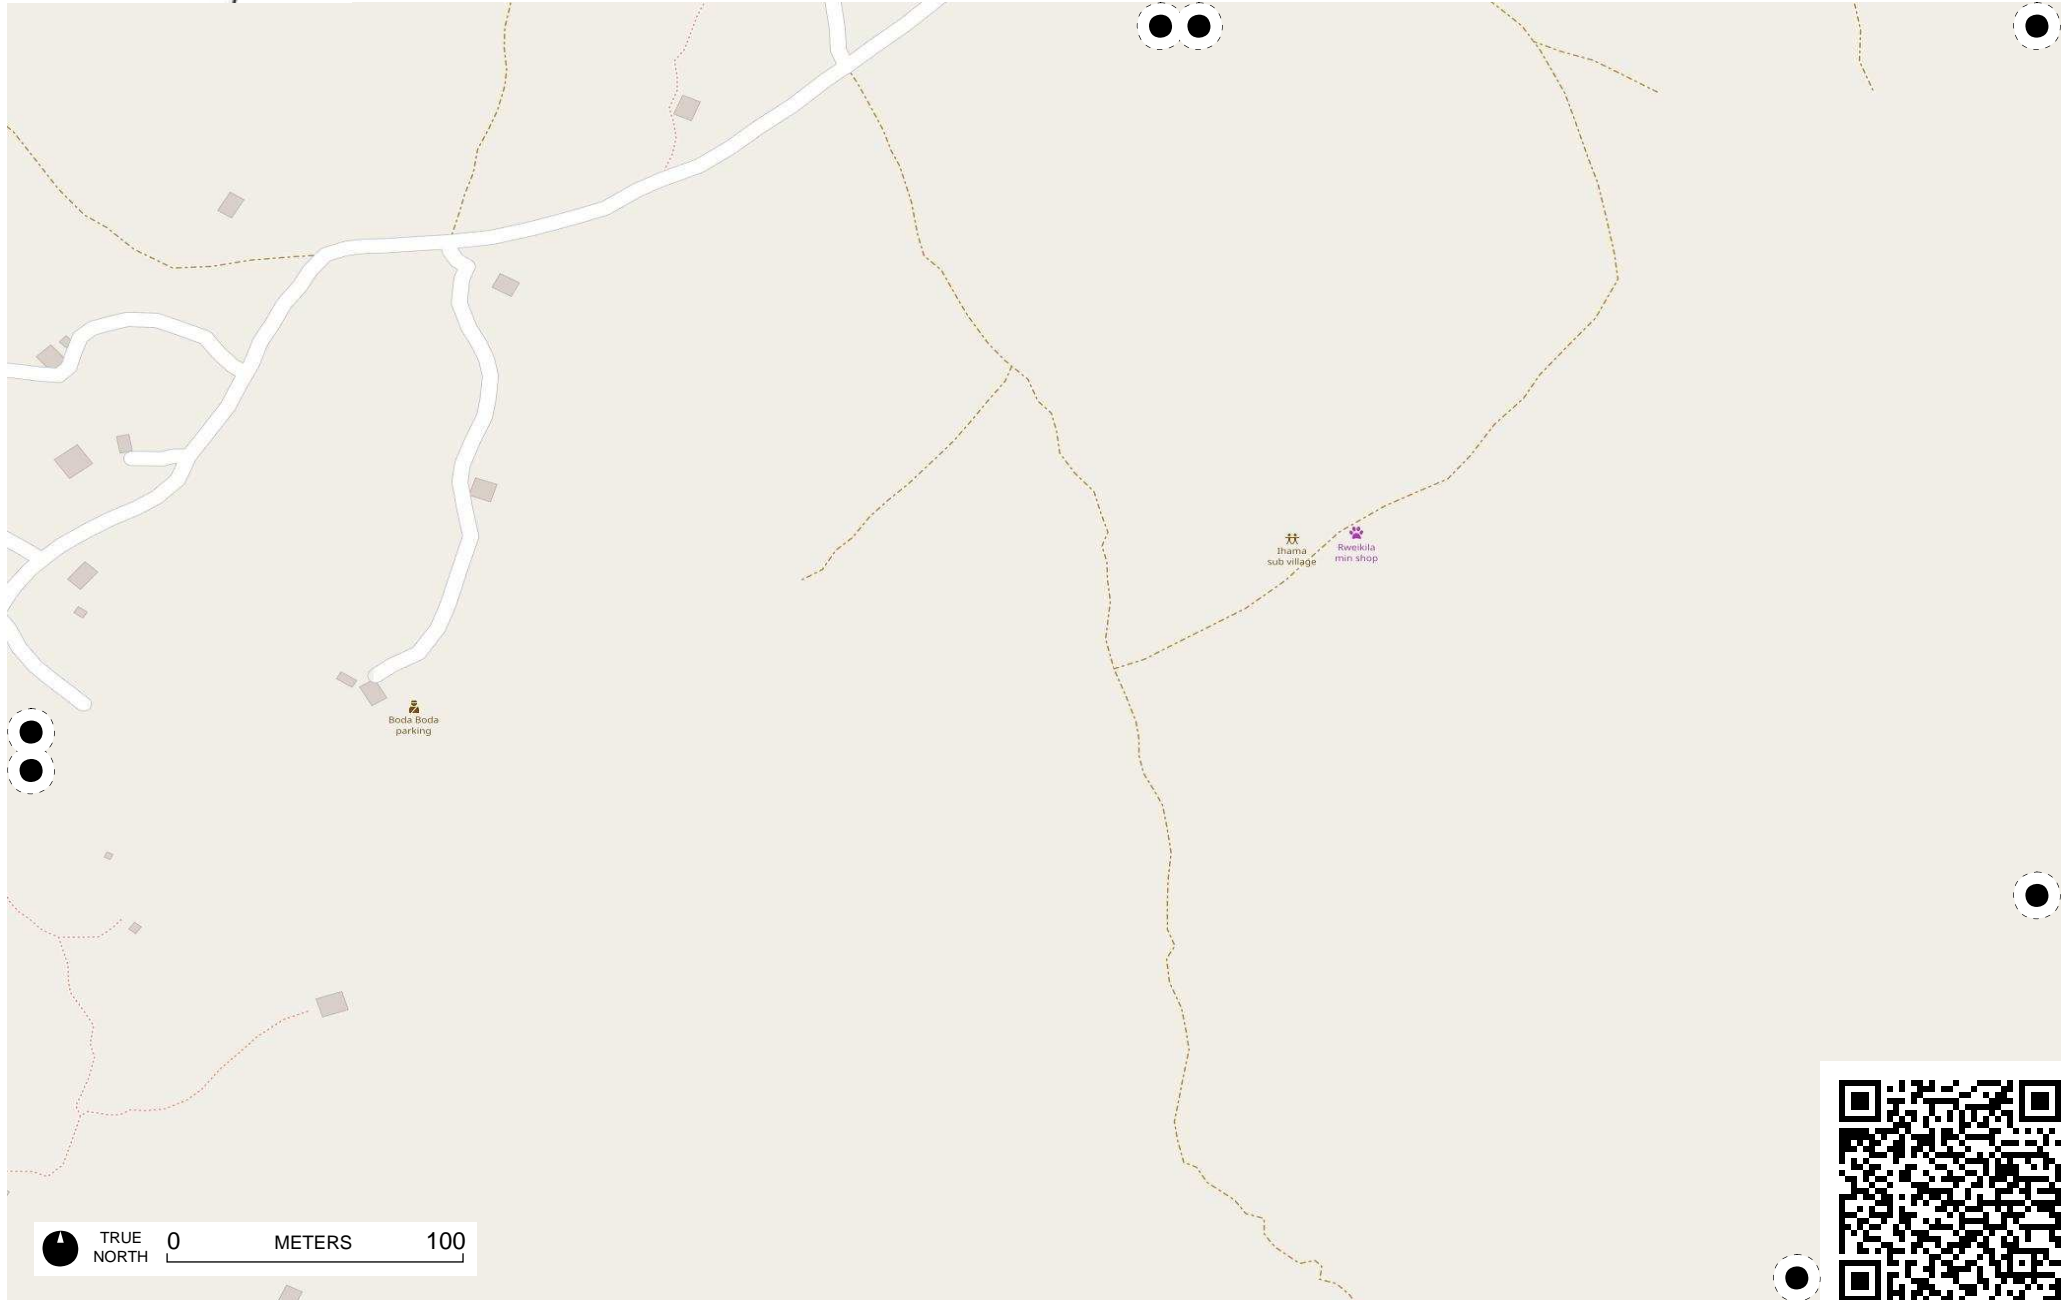 Ihama
sub village
Rweikila
min shop
Boda Boda
parking
TRUE
NORTH
0 METERS 100